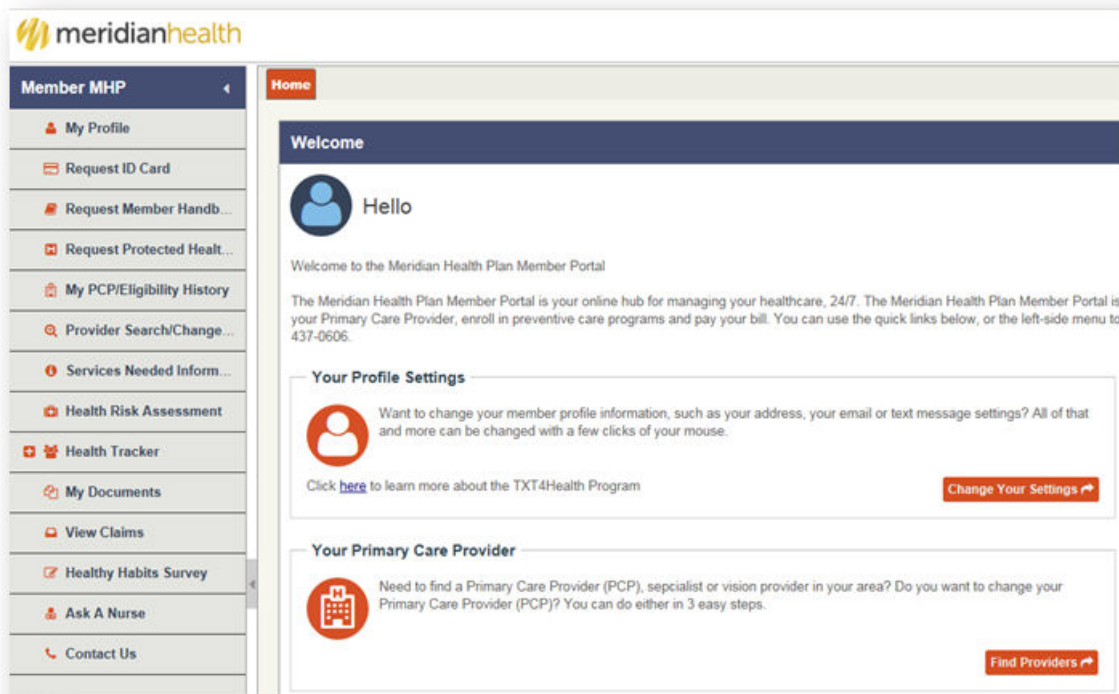 meridianhealth
Member MHP
My Profile
Request ID Card
Request Member Handb...
Request Protected Healt...
My PCP/Eligibility History
Provider Search/Change...
Services Needed Inform...
Health Risk Assessment
Health Tracker
My Documents
View Claims
Healthy Habits Survey
Ask A Nurse
Contact Us
Home
Welcome
Hello
Welcome to the Meridian Health Plan Member Portal
The Meridian Health Plan Member Portal is your online hub for managing your healthcare, 24/7. The Meridian Health Plan Member Portal is
your Primary Care Provider, enroll in preventive care programs and pay your bill. You can use the quick links below, or the left-side menu to
437-0606.
Your Profile Settings
Want to change your member profile information, such as your address, your email or text message settings? All of that
and more can be changed with a few clicks of your mouse.
Click here to learn more about the TXT4Health Program
Change Your Settings
Your Primary Care Provider
H
Need to find a Primary Care Provider (PCP), sepcialist or vision provider in your area? Do you want to change your
Primary Care Provider (PCP)? You can do either in 3 easy steps.
Find Providers